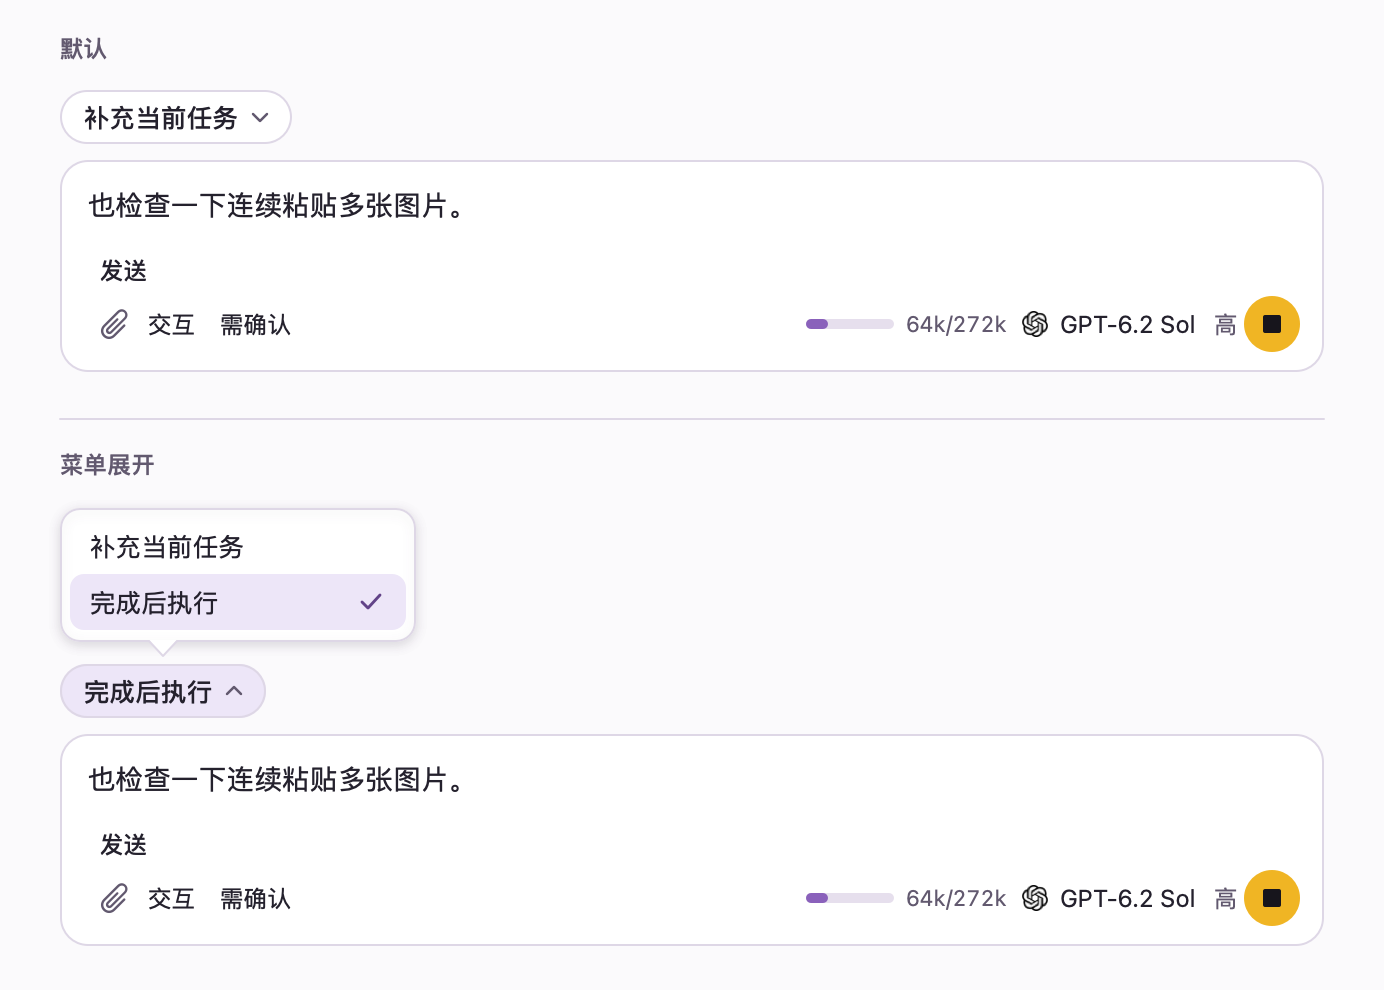 默认
补充当前任务
也检查一下连续粘贴多张图片。
发送
交互 需确认 64k/272k GPT-6.2 Sol 高
菜单展开
补充当前任务
完成后执行
完成后执行
也检查一下连续粘贴多张图片。
发送
交互 需确认 64k/272k GPT-6.2 Sol 高